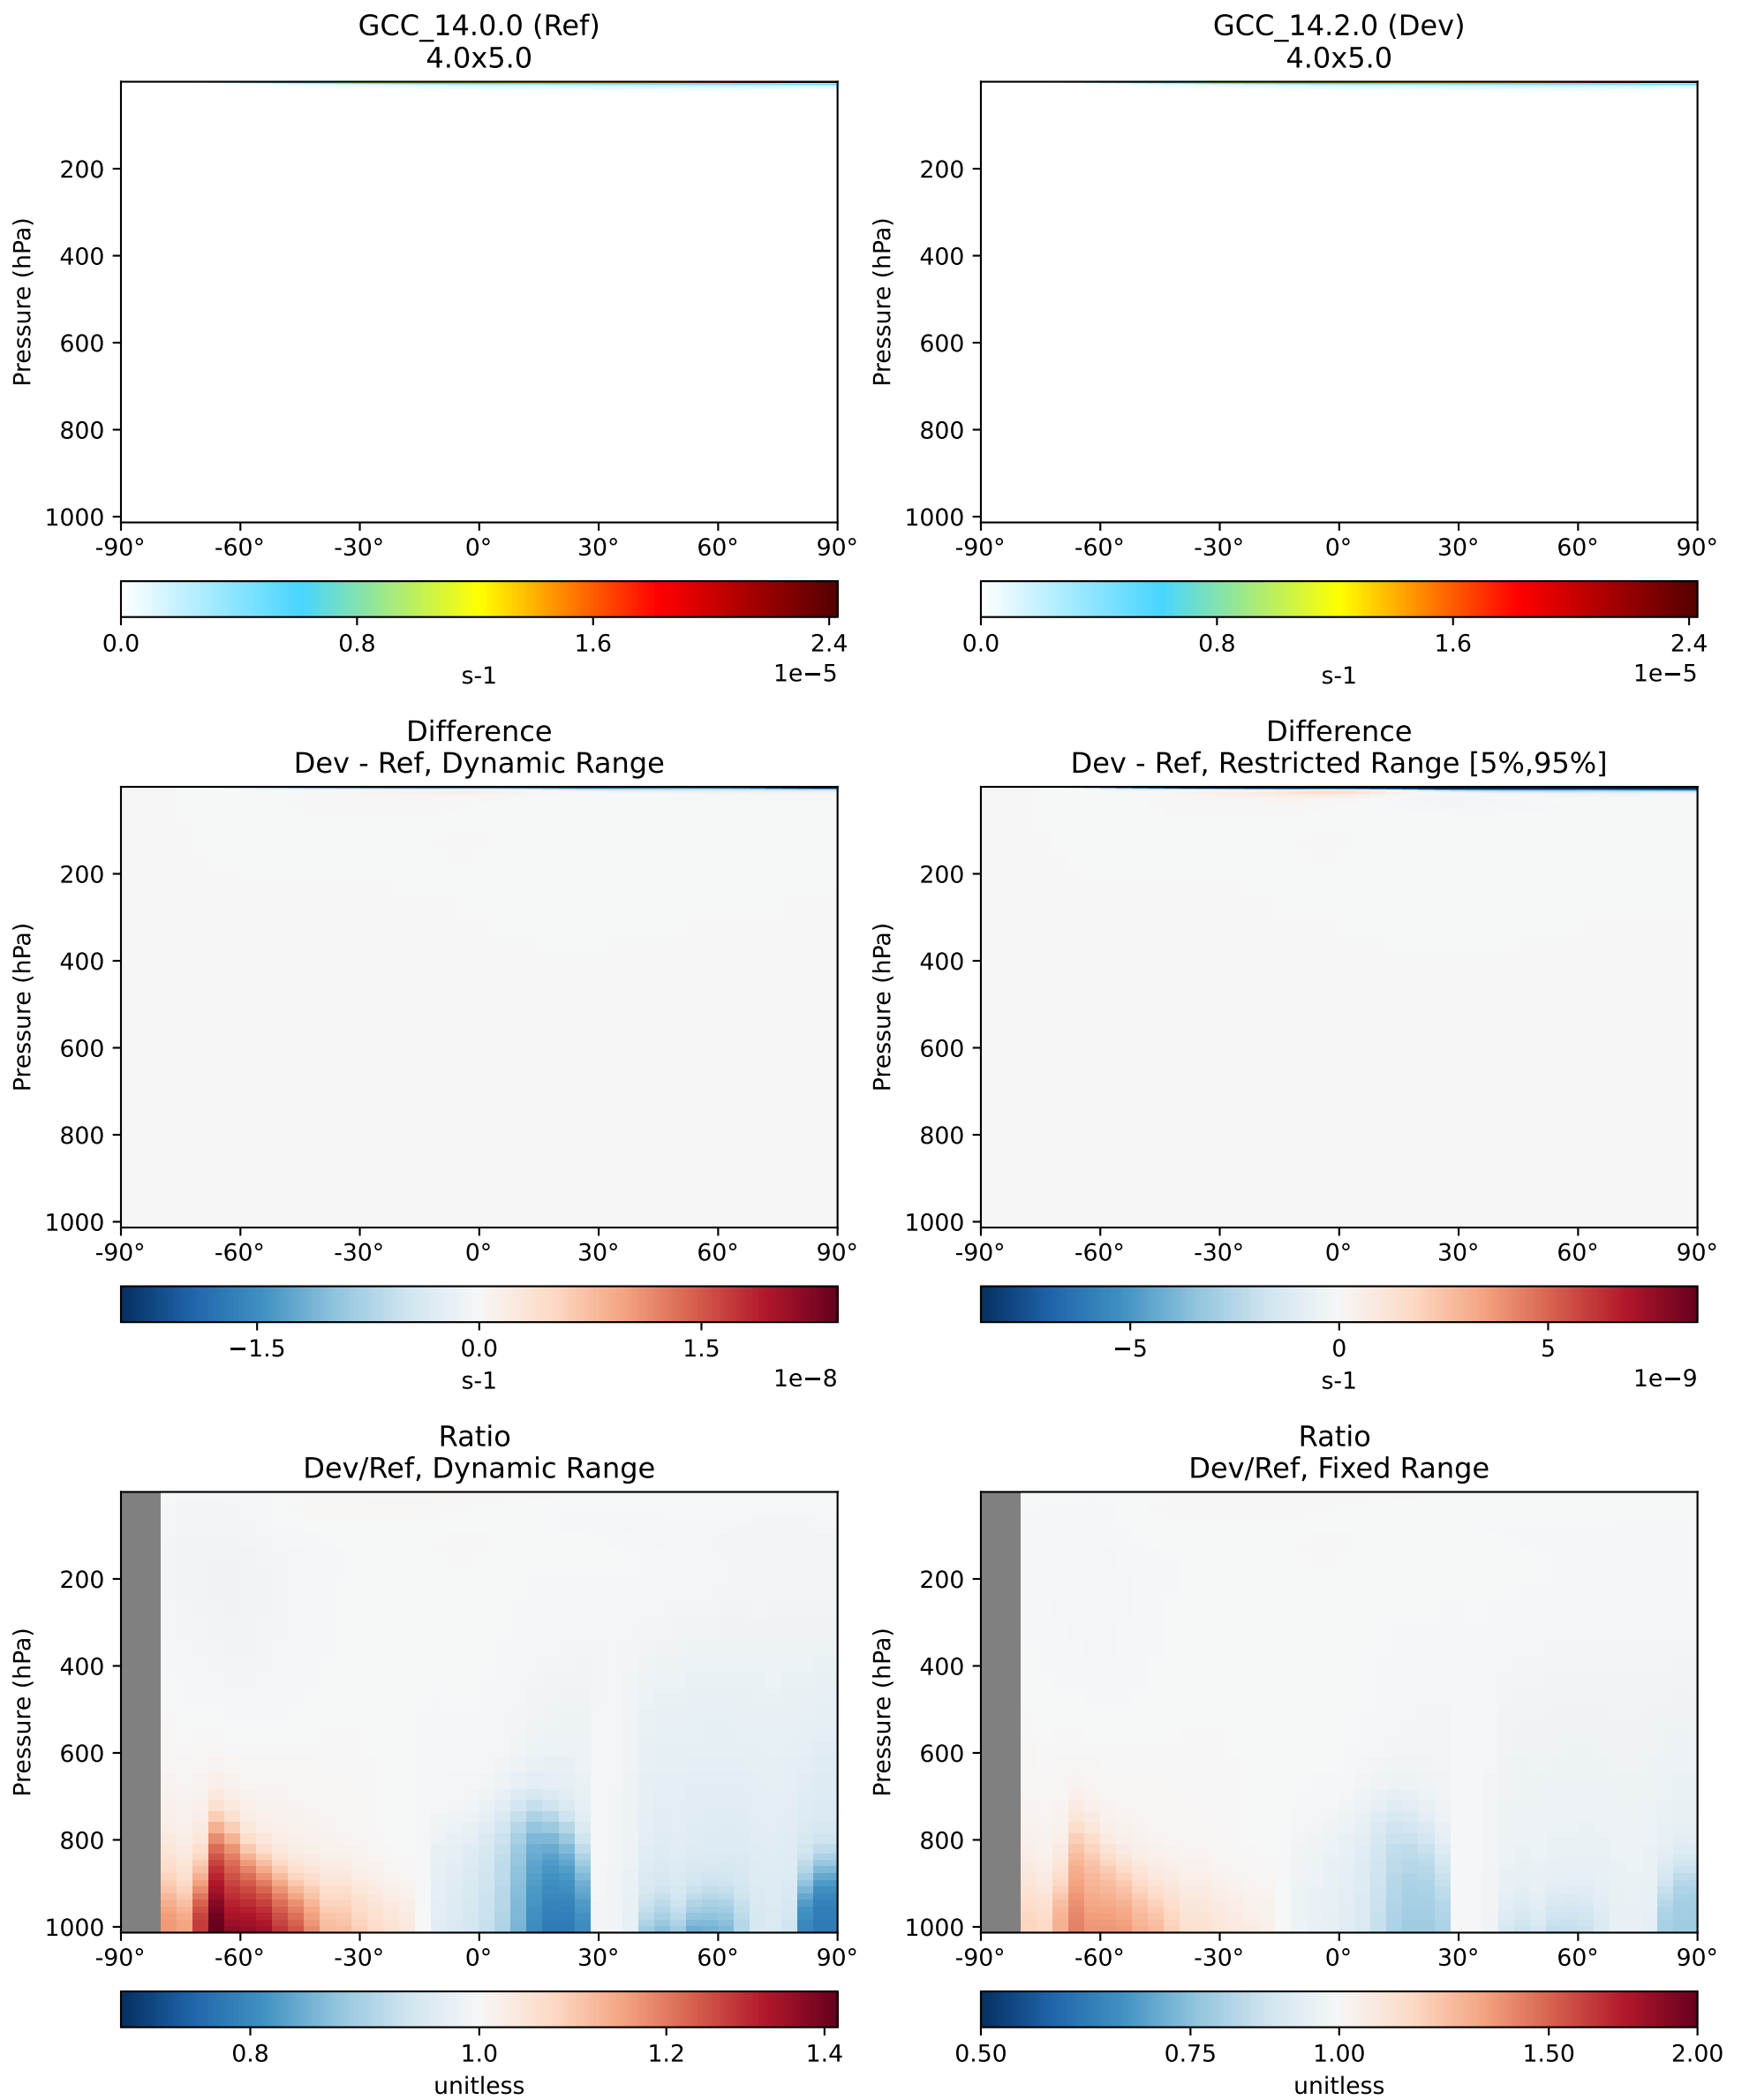 GCC_14.0.0 (Ref)
4.0x5.0
Pressure (hPa)
200
400
600
800
1000
-90° -60° -30° 0° 30° 60° 90°
0.0 0.8 1.6 2.4
s-1
1e−5
GCC_14.2.0 (Dev)
4.0x5.0
Pressure (hPa)
200
400
600
800
1000
-90° -60° -30° 0° 30° 60° 90°
0.0 0.8 1.6 2.4
s-1
1e−5
Difference
Dev - Ref, Dynamic Range
Pressure (hPa)
200
400
600
800
1000
-90° -60° -30° 0° 30° 60° 90°
−1.5 0.0 1.5
s-1
1e−8
Difference
Dev - Ref, Restricted Range [5%,95%]
Pressure (hPa)
200
400
600
800
1000
-90° -60° -30° 0° 30° 60° 90°
−5 0 5
s-1
1e−9
Ratio
Dev/Ref, Dynamic Range
Pressure (hPa)
200
400
600
800
1000
-90° -60° -30° 0° 30° 60° 90°
0.8 1.0 1.2 1.4
unitless
Ratio
Dev/Ref, Fixed Range
Pressure (hPa)
200
400
600
800
1000
-90° -60° -30° 0° 30° 60° 90°
0.50 0.75 1.00 1.50 2.00
unitless